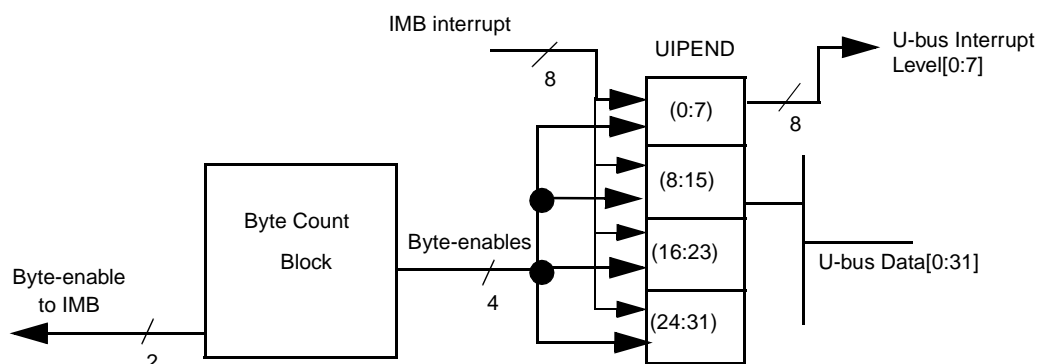 IMB interrupt
8
UIPEND
U-bus Interrupt
Level[0:7]
(0:7)
8
(8:15)
Byte Count
Block
Byte-enables
4
(16:23)
U-bus Data[0:31]
Byte-enable
to IMB
2
(24:31)